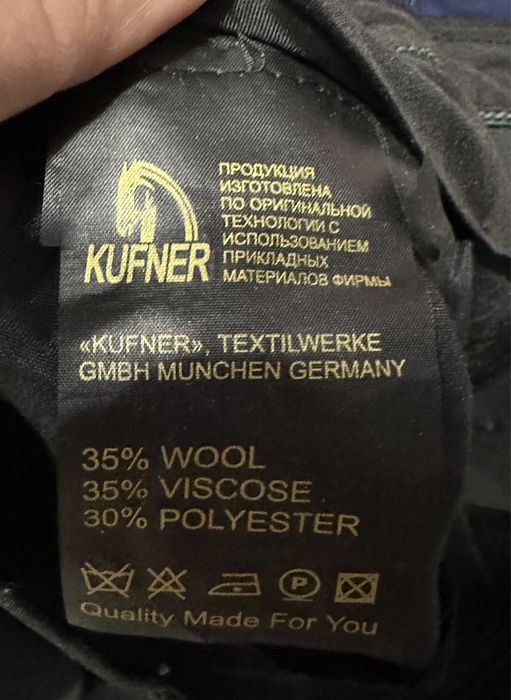 KUFNER
ПРОДУКЦИЯ
ИЗГОТОВЛЕНА
ПО ОРИГИНАЛЬНОЙ
ТЕХНОЛОГИИ С
ИСПОЛЬЗОВАНИЕМ
ПРИКЛАДНЫХ
МАТЕРИАЛОВ ФИРМЫ
«KUFNER», TEXTILWERKE
GMBH MUNCHEN GERMANY
35% WOOL
35% VISCOSE
30% POLYESTER
P
Quality Made For You